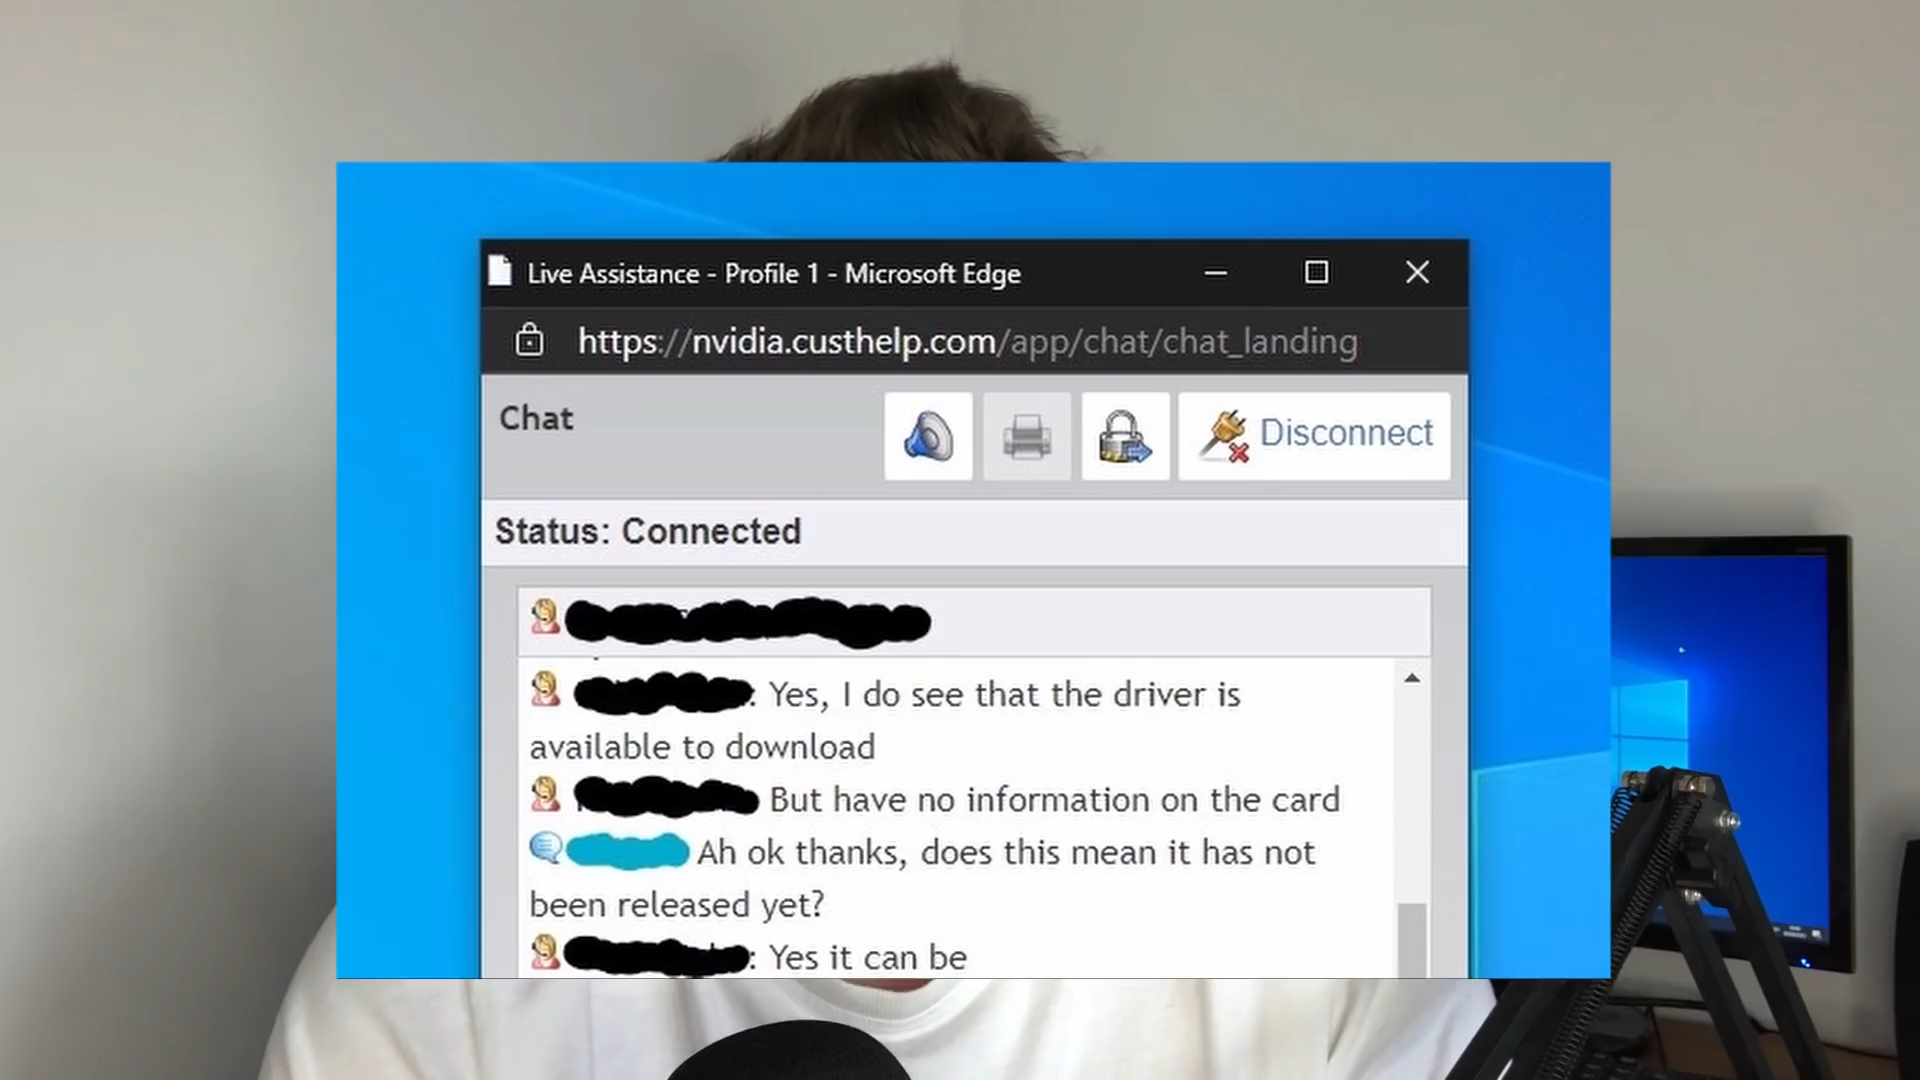 Live Assistance - Profile 1 - Microsoft Edge
https://nvidia.custhelp.com/app/chat/chat_landing
Chat
Disconnect
Status: Connected
: Yes, I do see that the driver is
available to download
But have no information on the card
Ah ok thanks, does this mean it has not
been released yet?
: Yes it can be